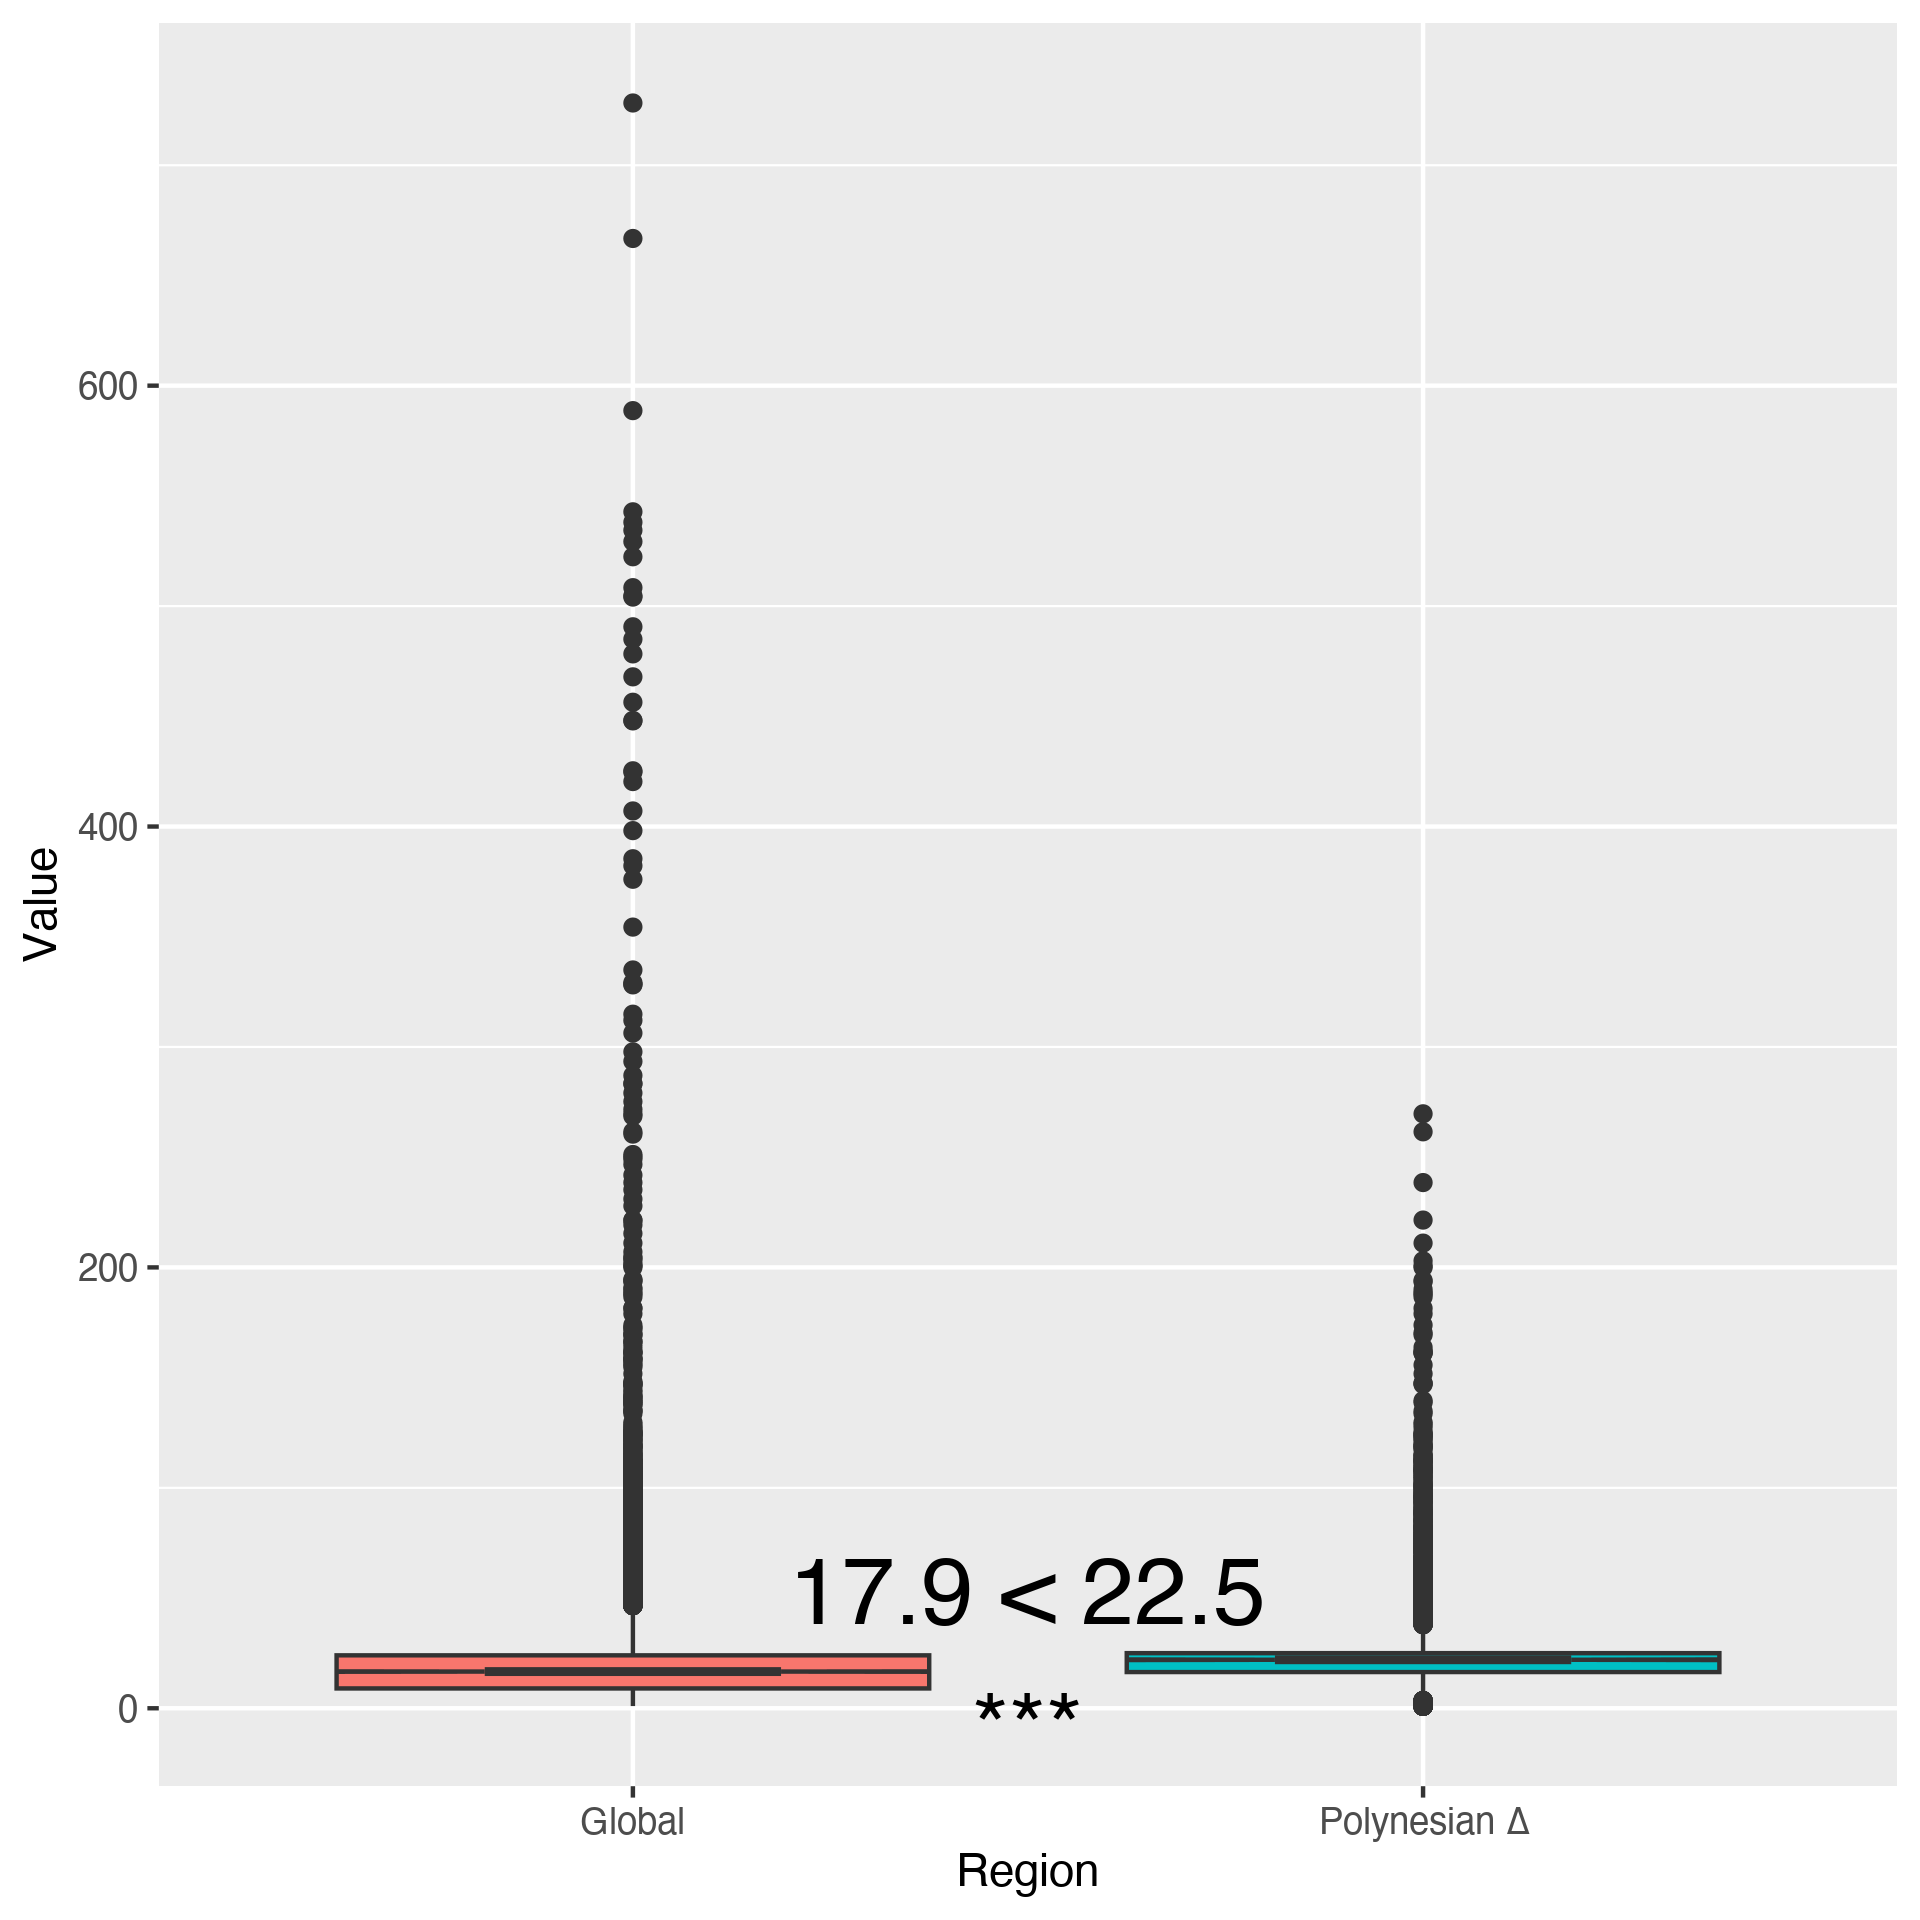 600
400
200
0
Value
17.9 < 22.5
***
Global
Polynesian Δ
Region